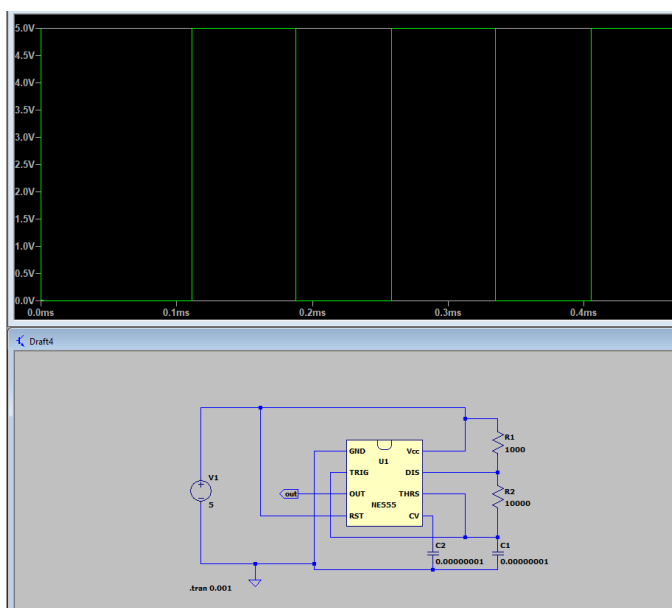 5.0V
4.5V
4.0V
3.5V
3.0V
2.5V
2.0V
1.5V
1.0V
0.5V
0.0V
0.0ms 0.1ms 0.2ms 0.3ms 0.4ms
Draft4
GND Vcc
U1
TRIG DIS
OUT THRS
NE555
RST CV
R1
1000
R2
10000
V1
5
out
C2
0.00000001
C1
0.00000001
.tran 0.001